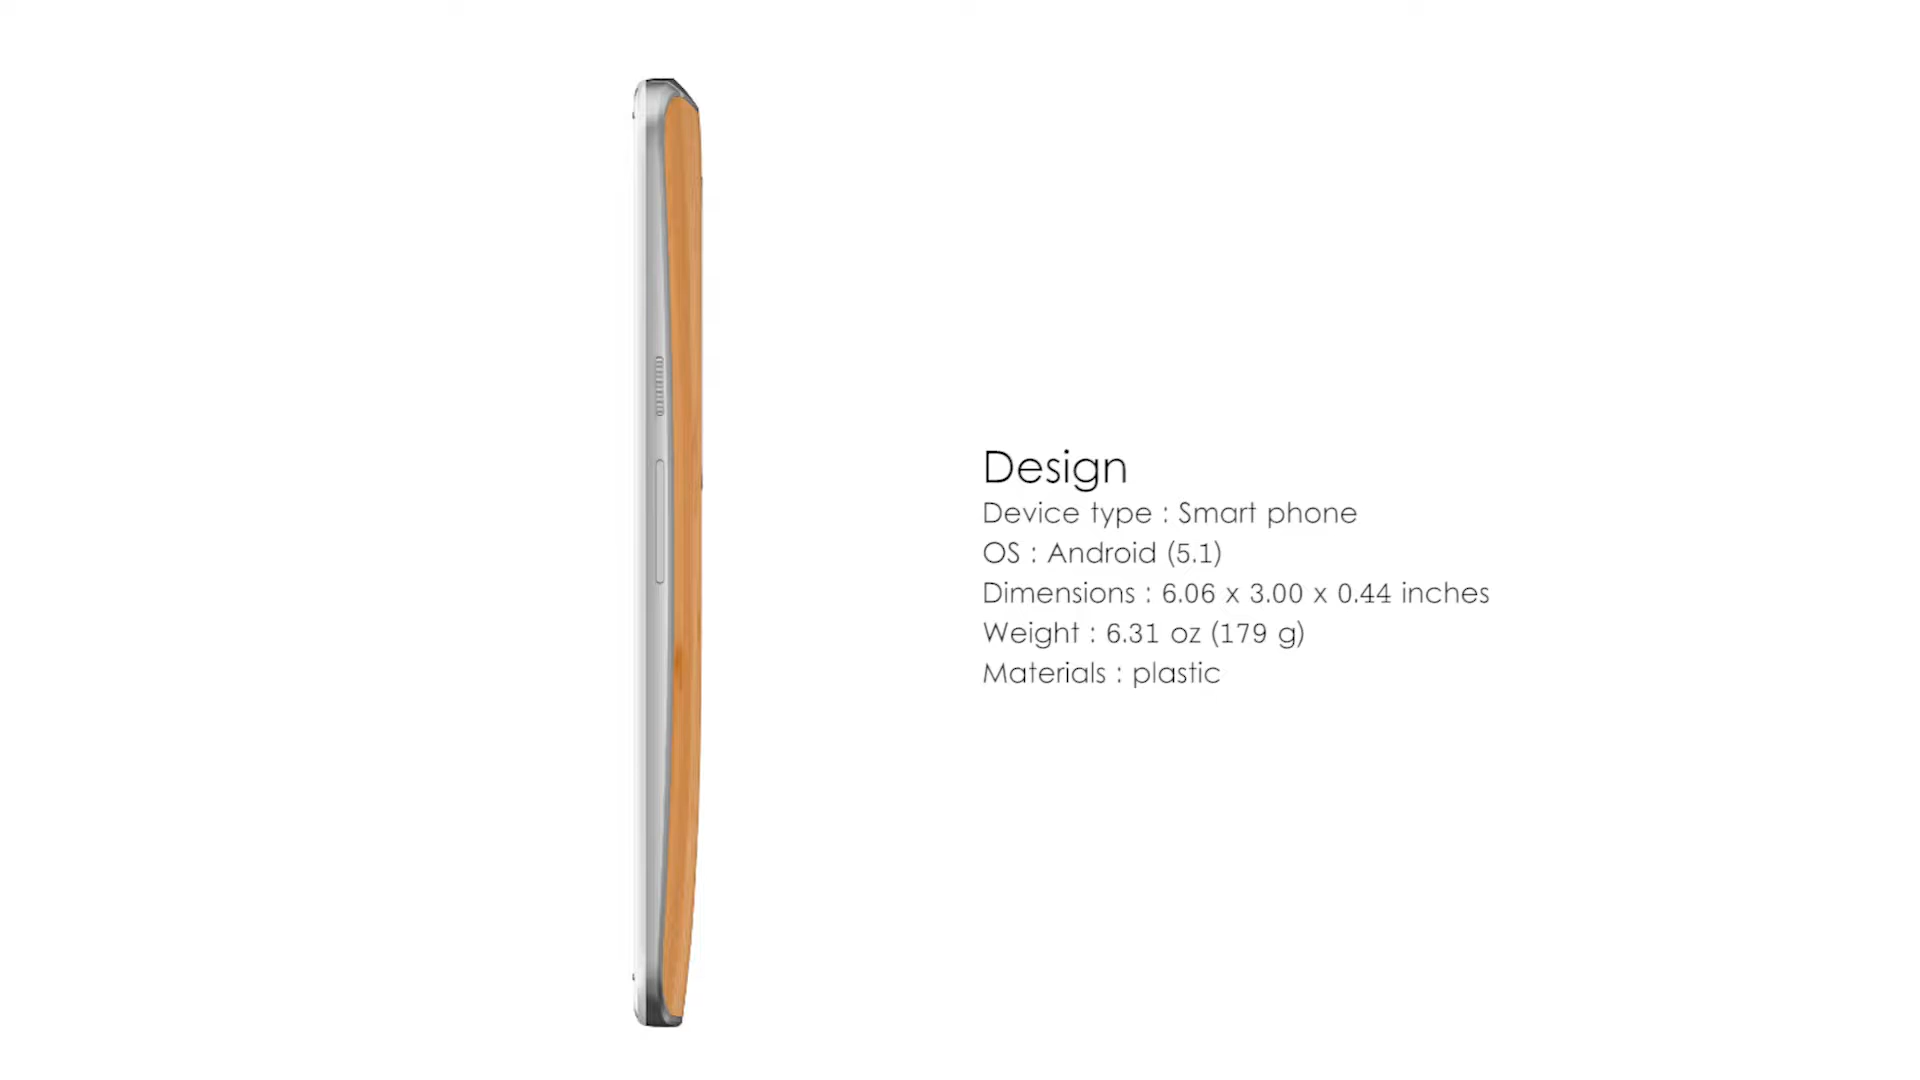 Design
Device type : Smart phone
OS : Android (5.1)
Dimensions : 6.06 x 3.00 x 0.44 inches
Weight : 6.31 oz (179 g)
Materials : plastic